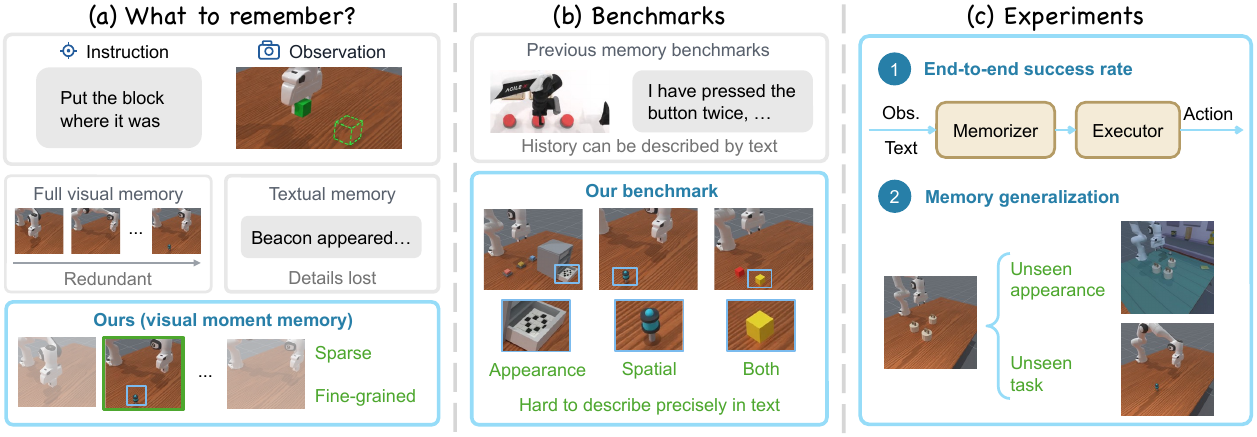 (a) What to remember?
Instruction
Observation
Put the block
where it was
Full visual memory
...
Redundant
Textual memory
Beacon appeared…
Details lost
Ours (visual moment memory)
...
Sparse
Fine-grained
(b) Benchmarks
Previous memory benchmarks
AGILE
I have pressed the
button twice, …
History can be described by text
Our benchmark
Appearance
Spatial
Both
Hard to describe precisely in text
(c) Experiments
1
End-to-end success rate
Obs.
Text
Memorizer
Executor
Action
2
Memory generalization
Unseen
appearance
Unseen
task